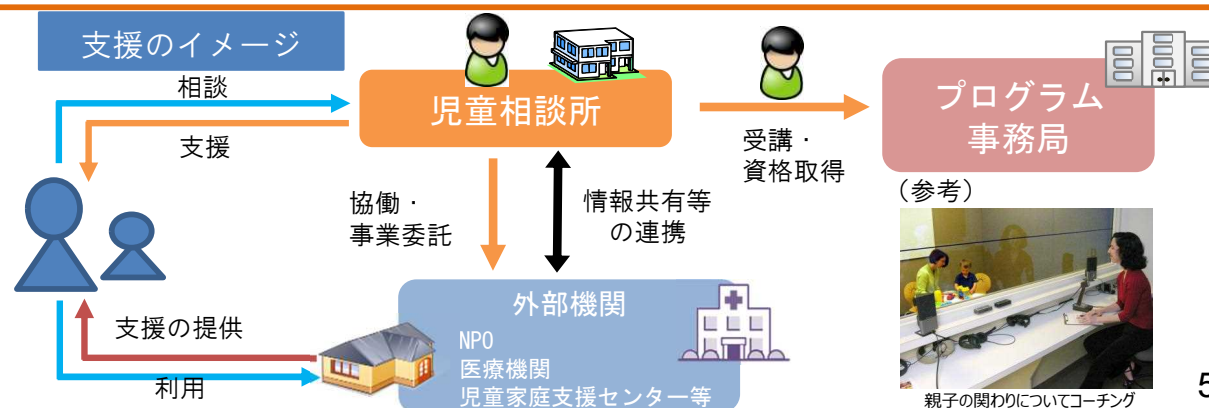 支援のイメージ
相談
支援
児童相談所
受講・
資格取得
プログラム
事務局
(参考)
協働・
事業委託
情報共有等
の連携
外部機関
NPO
医療機関
児童家庭支援センター等
支援の提供
利用
親子の関わりについてコーチング
5